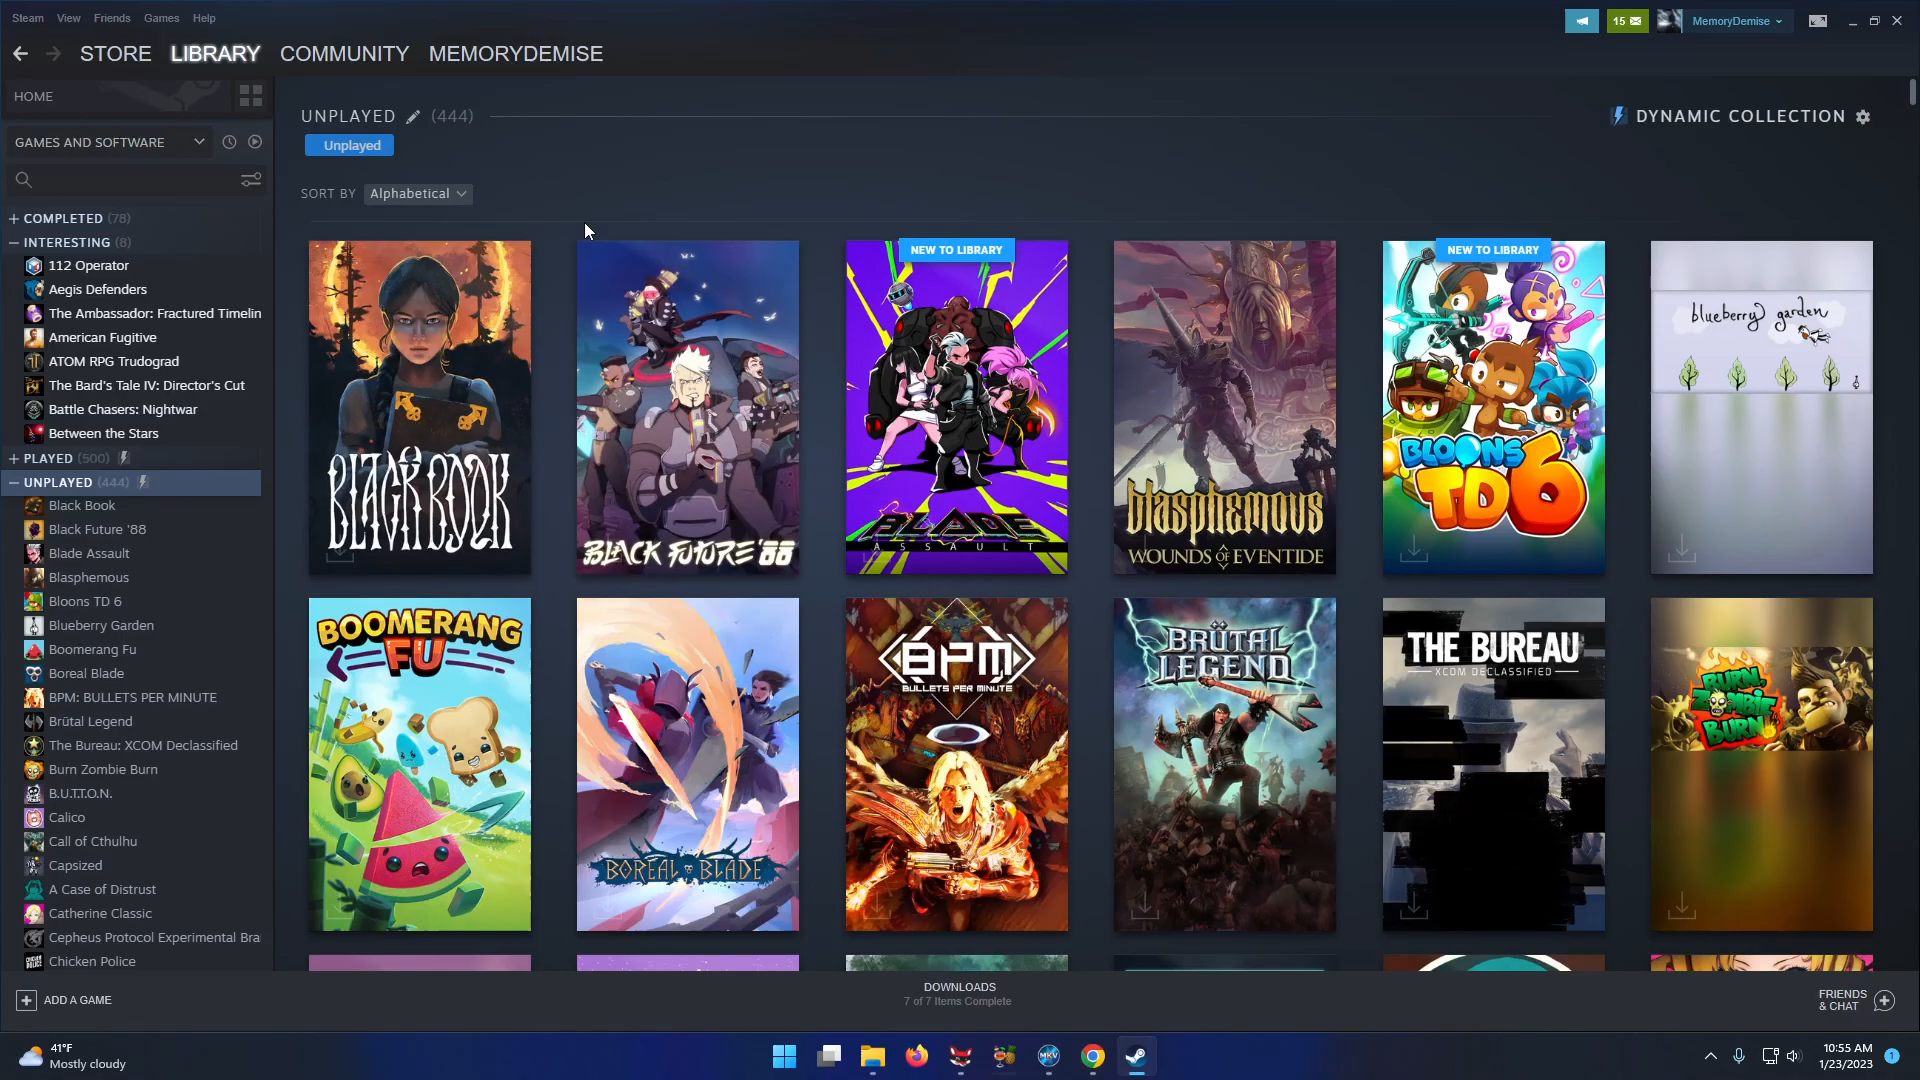 Steam View Friends Games Help
15
MemoryDemise
STORE LIBRARY COMMUNITY MEMORYDEMISE
HOME
GAMES AND SOFTWARE
COMPLETED (78)
INTERESTING (8)
112 Operator
Aegis Defenders
The Ambassador: Fractured Timelin
American Fugitive
ATOM RPG Trudograd
The Bard's Tale IV: Director's Cut
Battle Chasers: Nightwar
Between the Stars
PLAYED (500)
UNPLAYED (444)
Black Book
Black Future '88
Blade Assault
Blasphemous
Bloons TD 6
Blueberry Garden
Boomerang Fu
Boreal Blade
BPM: BULLETS PER MINUTE
Brütal Legend
The Bureau: XCOM Declassified
Burn Zombie Burn
B.U.T.T.O.N.
Calico
Call of Cthulhu
Capsized
A Case of Distrust
Catherine Classic
Cepheus Protocol Experimental Bra
Chicken Police
ADD A GAME
UNPLAYED (444)
DYNAMIC COLLECTION
Unplayed
SORT BY Alphabetical
BLACK BOOK
BLACK FUTURE '88
NEW TO LIBRARY
BLADE
ASSAULT
blasphemous
WOUNDS OF EVENTIDE
NEW TO LIBRARY
BLOONS
TD 6
blueberry garden
BOOMERANG
FU
BOREAL BLADE
BPM
BULLETS PER MINUTE
BRÜTAL
LEGEND
THE BUREAU
XCOM DECLASSIFIED
BURN,
ZOMBIE
BURN!
DOWNLOADS
7 of 7 Items Complete
FRIENDS
& CHAT
41°F
Mostly cloudy
MKV
10:55 AM
1/23/2023
1